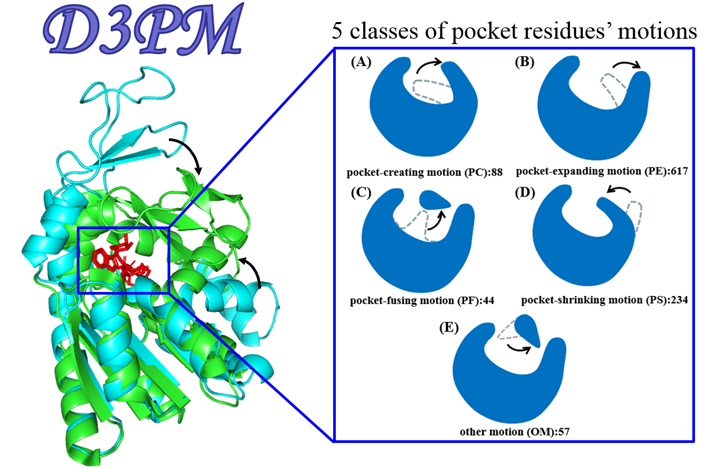 D3PM
5 classes of pocket residues’ motions
(A)
(B)
pocket-creating motion (PC):88
pocket-expanding motion (PE):617
(C)
(D)
pocket-fusing motion (PF):44
pocket-shrinking motion (PS):234
(E)
other motion (OM):57